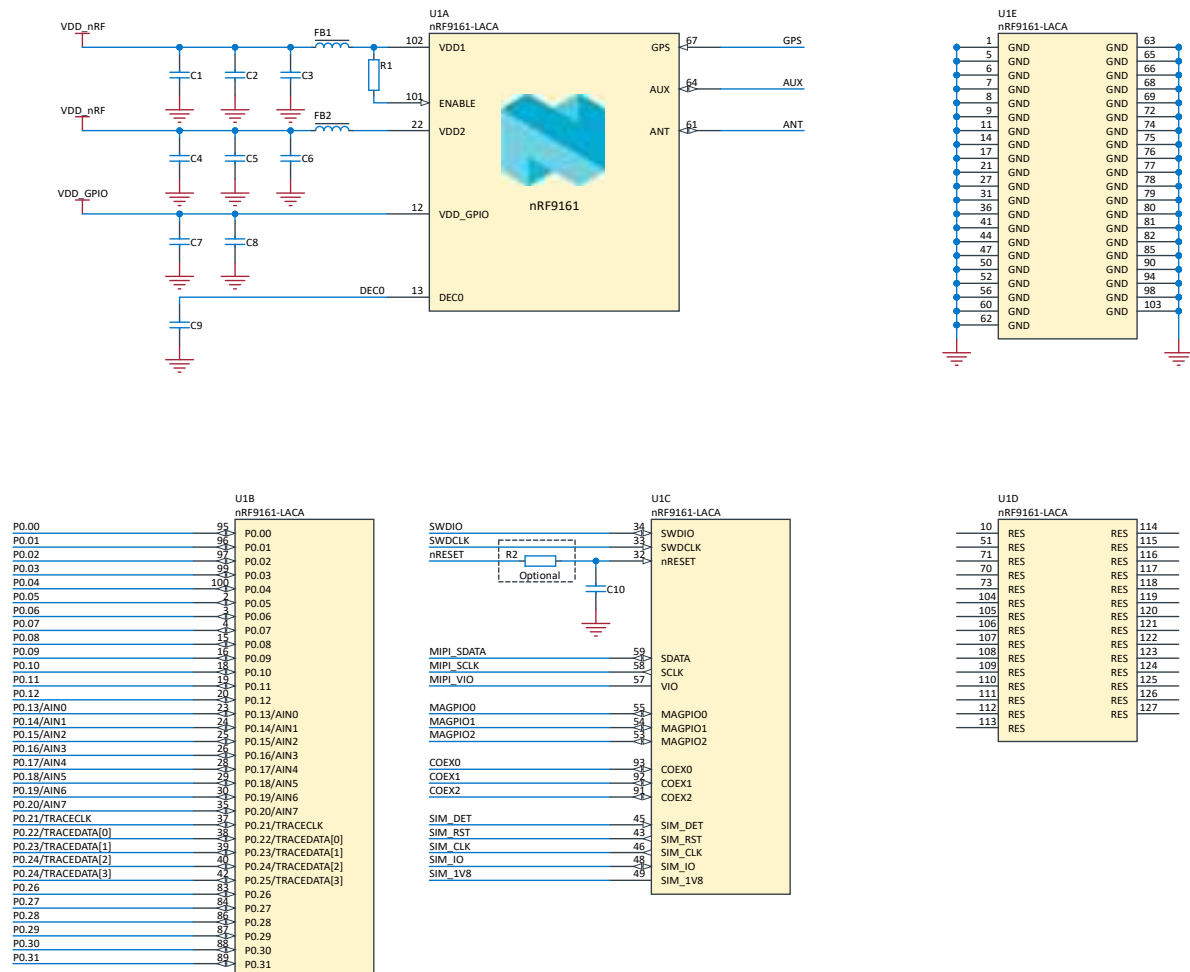 U1A
nRF9161-LACA
VDD_nRF
FB1
102 VDD1
C1 C2 C3 R1
101 ENABLE
VDD_nRF
FB2
22 VDD2
C4 C5 C6
VDD_GPIO
12 VDD_GPIO
C7 C8
DEC0 13 DEC0
C9
GPS 67 GPS
AUX 64 AUX
ANT 61 ANT
nRF9161
U1E
nRF9161-LACA
1 GND GND 63
5 GND GND 65
6 GND GND 66
7 GND GND 68
8 GND GND 69
9 GND GND 72
11 GND GND 74
14 GND GND 75
17 GND GND 76
21 GND GND 77
27 GND GND 78
31 GND GND 79
36 GND GND 80
41 GND GND 81
44 GND GND 82
47 GND GND 85
50 GND GND 90
52 GND GND 94
56 GND GND 98
60 GND GND 103
62 GND
U1B
nRF9161-LACA
P0.00 95 P0.00
P0.01 96 P0.01
P0.02 97 P0.02
P0.03 99 P0.03
P0.04 100 P0.04
P0.05 2 P0.05
P0.06 3 P0.06
P0.07 4 P0.07
P0.08 15 P0.08
P0.09 16 P0.09
P0.10 18 P0.10
P0.11 19 P0.11
P0.12 20 P0.12
P0.13/AIN0 23 P0.13/AIN0
P0.14/AIN1 24 P0.14/AIN1
P0.15/AIN2 25 P0.15/AIN2
P0.16/AIN3 26 P0.16/AIN3
P0.17/AIN4 28 P0.17/AIN4
P0.18/AIN5 29 P0.18/AIN5
P0.19/AIN6 30 P0.19/AIN6
P0.20/AIN7 35 P0.20/AIN7
P0.21/TRACECLK 37 P0.21/TRACECLK
P0.22/TRACEDATA[0] 38 P0.22/TRACEDATA[0]
P0.23/TRACEDATA[1] 39 P0.23/TRACEDATA[1]
P0.24/TRACEDATA[2] 40 P0.24/TRACEDATA[2]
P0.24/TRACEDATA[3] 42 P0.25/TRACEDATA[3]
P0.26 83 P0.26
P0.27 84 P0.27
P0.28 86 P0.28
P0.29 87 P0.29
P0.30 88 P0.30
P0.31 89 P0.31
U1C
nRF9161-LACA
SWDIO 34 SWDIO
SWDCLK 33 SWDCLK
nRESET R2 32 nRESET
Optional
C10
MIPI_SDATA 59 SDATA
MIPI_SCLK 58 SCLK
MIPI_VIO 57 VIO
MAGPIO0 55 MAGPIO0
MAGPIO1 54 MAGPIO1
MAGPIO2 53 MAGPIO2
COEX0 93 COEX0
COEX1 92 COEX1
COEX2 91 COEX2
SIM_DET 45 SIM_DET
SIM_RST 43 SIM_RST
SIM_CLK 46 SIM_CLK
SIM_IO 48 SIM_IO
SIM_1V8 49 SIM_1V8
U1D
nRF9161-LACA
10 RES RES 114
51 RES RES 115
71 RES RES 116
70 RES RES 117
73 RES RES 118
104 RES RES 119
105 RES RES 120
106 RES RES 121
107 RES RES 122
108 RES RES 123
109 RES RES 124
110 RES RES 125
111 RES RES 126
112 RES RES 127
113 RES